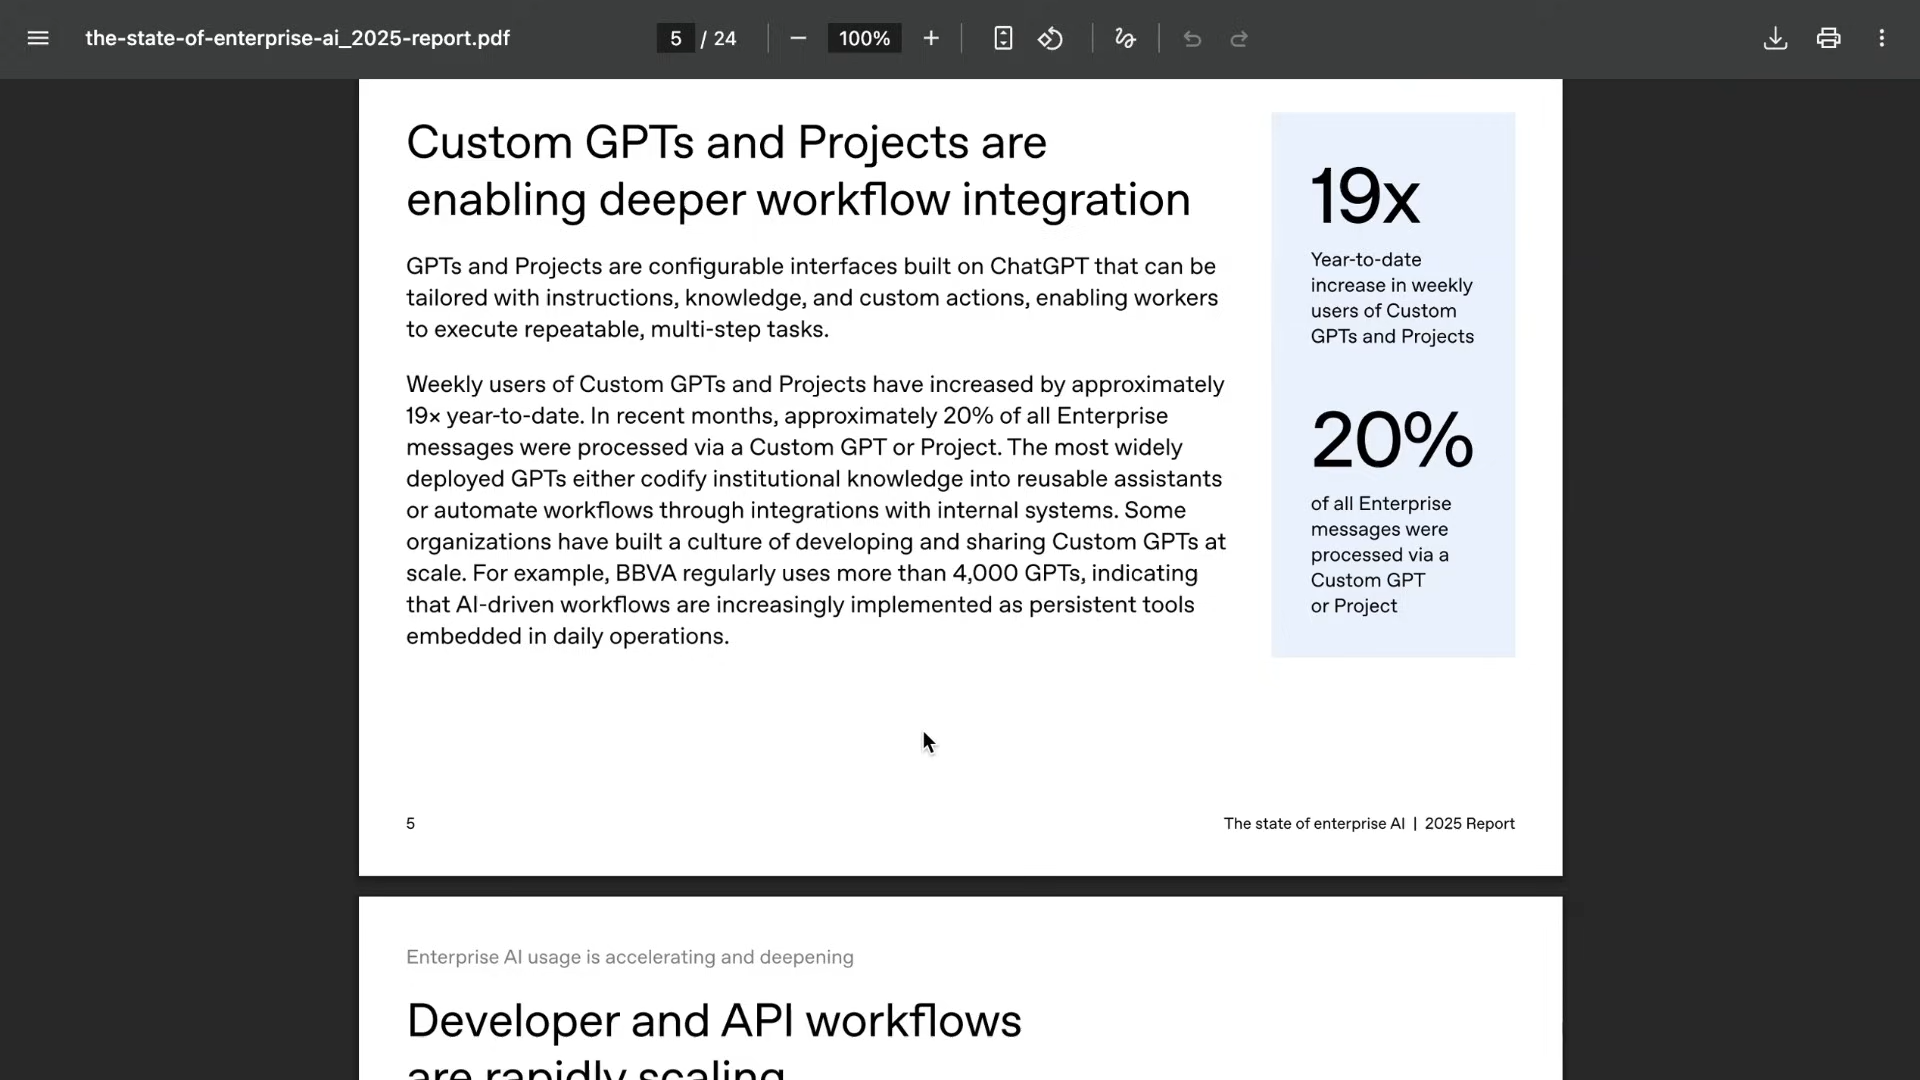 the-state-of-enterprise-ai_2025-report.pdf
5 / 24
100%
Custom GPTs and Projects are
enabling deeper workflow integration
GPTs and Projects are configurable interfaces built on ChatGPT that can be
tailored with instructions, knowledge, and custom actions, enabling workers
to execute repeatable, multi-step tasks.
Weekly users of Custom GPTs and Projects have increased by approximately
19× year-to-date. In recent months, approximately 20% of all Enterprise
messages were processed via a Custom GPT or Project. The most widely
deployed GPTs either codify institutional knowledge into reusable assistants
or automate workflows through integrations with internal systems. Some
organizations have built a culture of developing and sharing Custom GPTs at
scale. For example, BBVA regularly uses more than 4,000 GPTs, indicating
that AI-driven workflows are increasingly implemented as persistent tools
embedded in daily operations.
19x
Year-to-date
increase in weekly
users of Custom
GPTs and Projects
20%
of all Enterprise
messages were
processed via a
Custom GPT
or Project
5
The state of enterprise AI | 2025 Report
Enterprise AI usage is accelerating and deepening
Developer and API workflows
are rapidly scaling